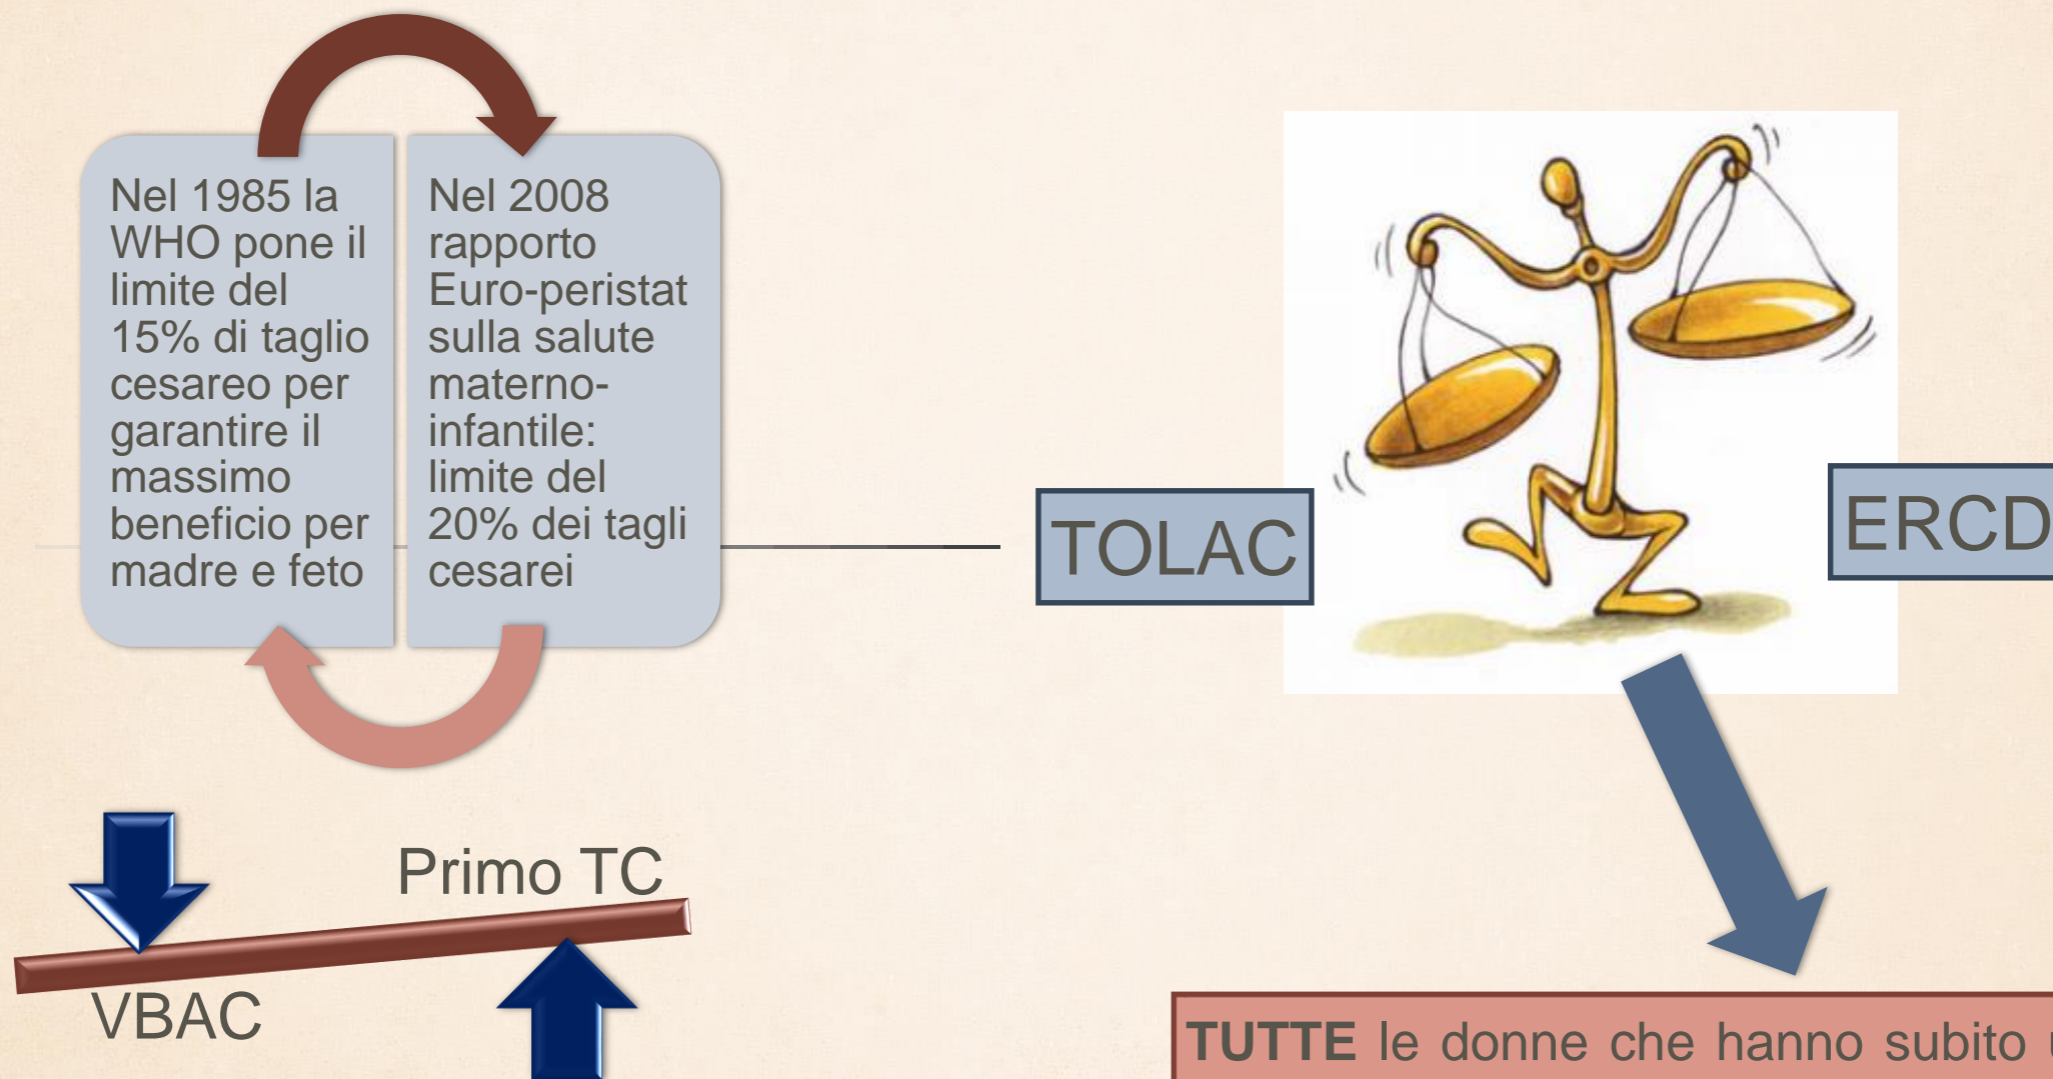 Nel 1985 la
WHO pone il
limite del
15% di taglio
cesareo per
garantire il
massimo
beneficio per
madre e feto
Nel 2008
rapporto
Euro-peristat
sulla salute
materno-
infantile:
limite del
20% dei tagli
cesarei
TOLAC
ERCD
Primo TC
VBAC
TUTTE le donne che hanno subito